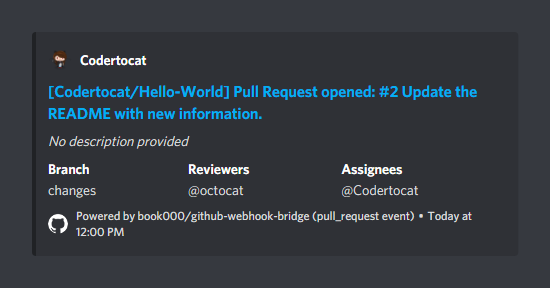 Codertocat
[Codertocat/Hello-World] Pull Request opened: #2 Update the
README with new information.
No description provided
Branch Reviewers Assignees
changes @octocat @Codertocat
Powered by book000/github-webhook-bridge (pull_request event) • Today at
12:00 PM